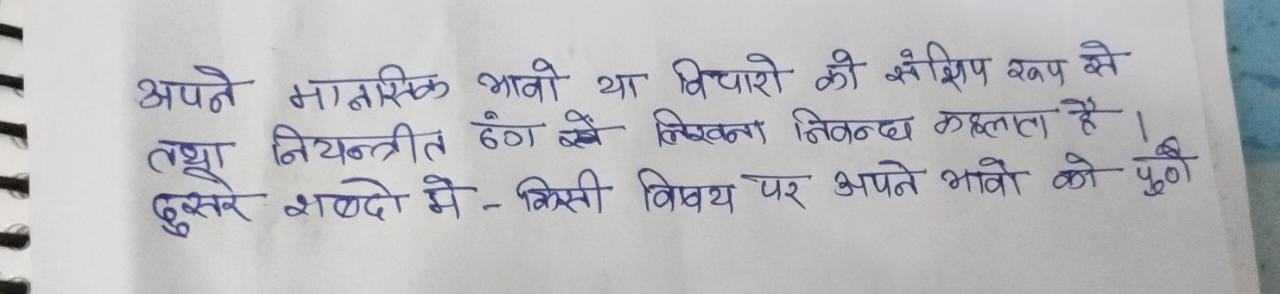 अपने मानसिक भावो या विचारो को संक्षिप रूप से
तथा नियन्त्रीत ढंग से लिखना निबन्ध कहलाता है ।
दुसरे शब्दो मे - किसी विषय पर अपने भावो को पुर्ण